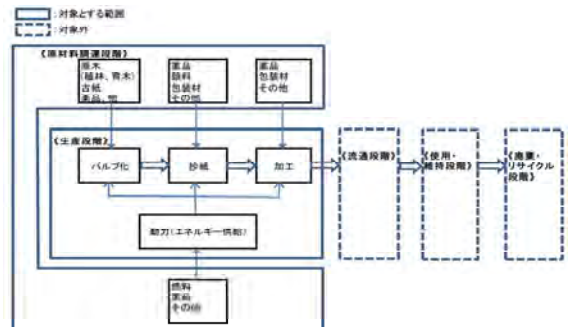 ：対象とする範囲
：対象外
《原材料調達段階》
原木
(植林、育木)
古紙
薬品、他
薬品
顔料
包装材
その他
薬品
包装材
その他
《生産段階》
パルプ化
抄紙
加工
動力(エネルギー供給)
燃料
薬品
その他
《流通段階》
《使用・
維持段階》
《廃棄・
リサイクル
段階》